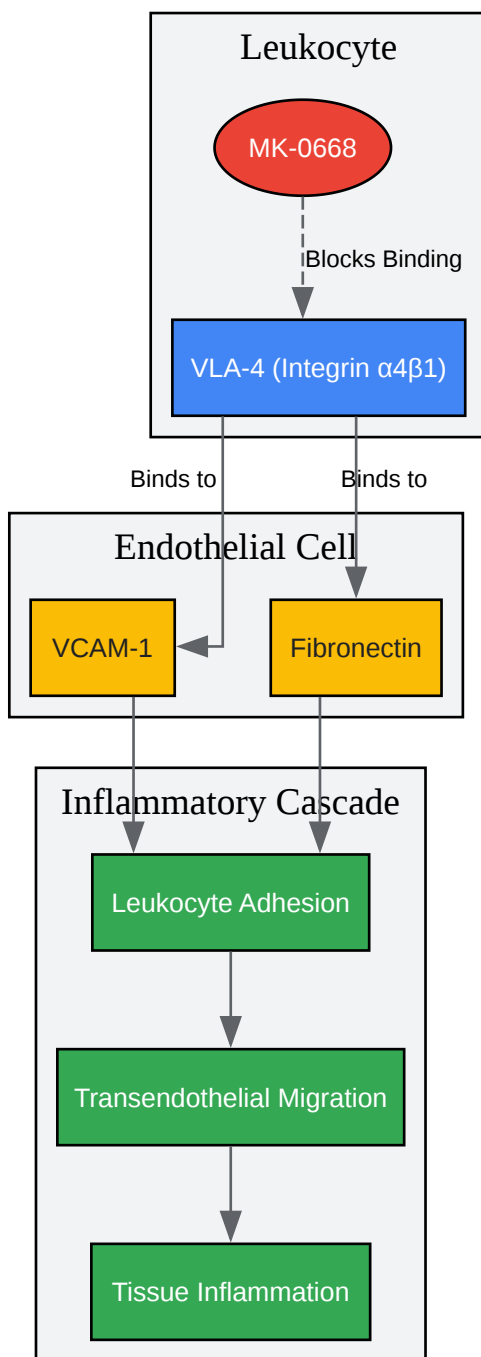 Leukocyte
MK-0668
Blocks Binding
VLA-4 (Integrin α4β1)
Binds to
Binds to
Endothelial Cell
VCAM-1
Fibronectin
Inflammatory Cascade
Leukocyte Adhesion
Transendothelial Migration
Tissue Inflammation